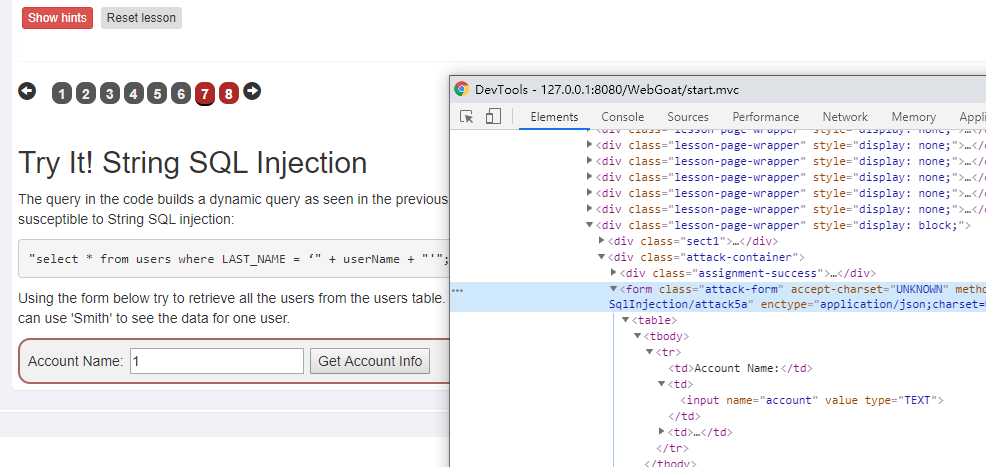 Show hints Reset lesson
1 2 3 4 5 6 7 8
Try It! String SQL Injection
The query in the code builds a dynamic query as seen in the previous
susceptible to String SQL injection:
"select * from users where LAST_NAME = ‘" + userName + "'";
Using the form below try to retrieve all the users from the users table.
can use 'Smith' to see the data for one user.
Account Name: 1 Get Account Info
DevTools - 127.0.0.1:8080/WebGoat/start.mvc
Elements Console Sources Performance Network Memory Appli
<div class="lesson-page-wrapper" style="display: none;">…</
<div class="lesson-page-wrapper" style="display: none;">…</d
<div class="lesson-page-wrapper" style="display: none;">…</d
<div class="lesson-page-wrapper" style="display: none;">…</d
<div class="lesson-page-wrapper" style="display: none;">…</d
<div class="lesson-page-wrapper" style="display: block;">
<div class="sect1">…</div>
<div class="attack-container">
<div class="assignment-success">…</div>
<form class="attack-form" accept-charset="UNKNOWN" metho
SqlInjection/attack5a" enctype="application/json;charset=
<table>
<tbody>
<tr>
<td>Account Name:</td>
<td>
<input name="account" value type="TEXT">
</td>
<td>…</td>
</tr>
</tbody>